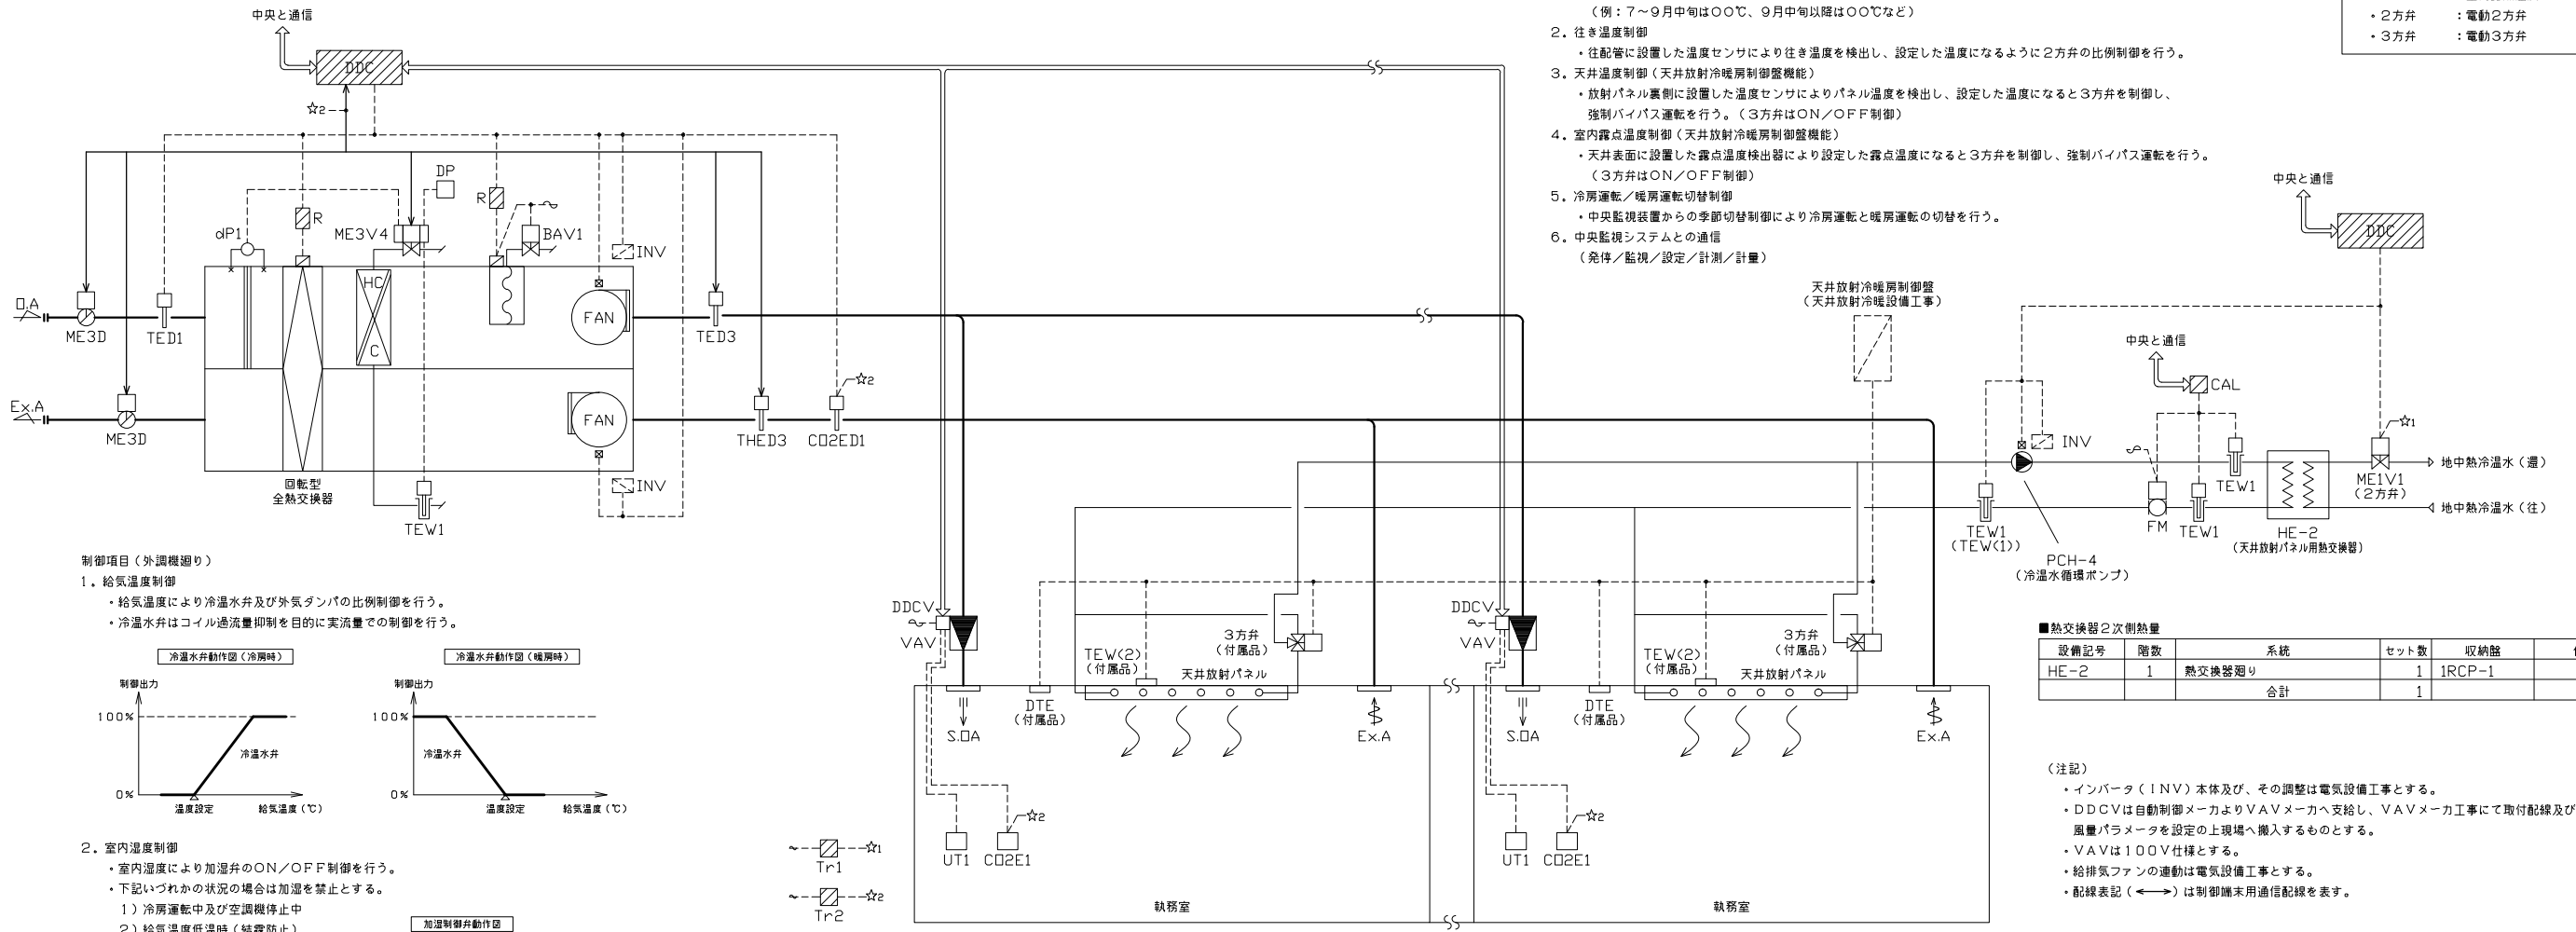 中央と通信
DDC
☆2
DP
R
R
dP1
ME3V4
BAV1
INV
HC
C
O.A
ME3D
TED1
FAN
TED3
Ex.A
ME3D
FAN
THED3
CO2ED1
☆2
回転型
全熱交換器
INV
TEW1
制御項目（外調機廻り）
1．給気温度制御
・給気温度により冷温水弁及び外気ダンパの比例制御を行う。
・冷温水弁はコイル過流量抑制を目的に実流量での制御を行う。
冷温水弁動作図（冷房時）
制御出力
100%
冷温水弁
0%
温度設定
給気温度（℃）
冷温水弁動作図（暖房時）
制御出力
100%
冷温水弁
0%
温度設定
給気温度（℃）
2．室内湿度制御
・室内湿度により加湿弁のON／OFF制御を行う。
・下記いづれかの状況の場合は加湿を禁止とする。
1）冷房運転中及び空調機停止中
2）給気温度低温時（結露防止）
加湿制御弁動作図
Tr1
☆1
Tr2
☆2
DDCV
VAV
TEW(2)
（付属品）
3方弁
（付属品）
天井放射パネル
DTE
（付属品）
S.OA
Ex.A
UT1
CO2E1
☆2
執務室
DDCV
VAV
TEW(2)
（付属品）
3方弁
（付属品）
天井放射パネル
DTE
（付属品）
S.OA
Ex.A
UT1
CO2E1
☆2
執務室
（例：7～9月中旬は○○℃、9月中旬以降は○○℃など）
2．往き温度制御
・往配管に設置した温度センサにより往き温度を検出し、設定した温度になるように2方弁の比例制御を行う。
3．天井温度制御（天井放射冷暖房制御盤機能）
・放射パネル裏側に設置した温度センサによりパネル温度を検出し、設定した温度になると3方弁を制御し、
強制バイパス運転を行う。（3方弁はON／OFF制御）
4．室内露点温度制御（天井放射冷暖房制御盤機能）
・天井表面に設置した露点温度検出器により設定した露点温度になると3方弁を制御し、強制バイパス運転を行う。
（3方弁はON／OFF制御）
5．冷房運転／暖房運転切替制御
・中央監視装置からの季節切替制御により冷房運転と暖房運転の切替を行う。
6．中央監視システムとの通信
（発停／監視／設定／計測／計量）
・2方弁 ：電動2方弁
・3方弁 ：電動3方弁
天井放射冷暖房制御盤
（天井放射冷暖設備工事）
中央と通信
DDC
中央と通信
CAL
☆1
INV
TEW1
ME1V1
（2方弁）
地中熱冷温水（還）
地中熱冷温水（往）
TEW1
(TEW(1))
FM
TEW1
HE-2
（天井放射パネル用熱交換器）
PCH-4
（冷温水循環ポンプ）
■熱交換器2次側熱量
設備記号 階数 系統 セット数 収納盤
HE-2 1 熱交換器廻り 1 1RCP-1
合計 1
（注記）
・インバータ（INV）本体及び、その調整は電気設備工事とする。
・DDCVは自動制御メーカよりVAVメーカへ支給し、VAVメーカ工事にて取付配線及び
風量パラメータを設定の上現場へ搬入するものとする。
・VAVは100V仕様とする。
・給排気ファンの連動は電気設備工事とする。
・配線表記（⟷）は制御端末用通信配線を表す。